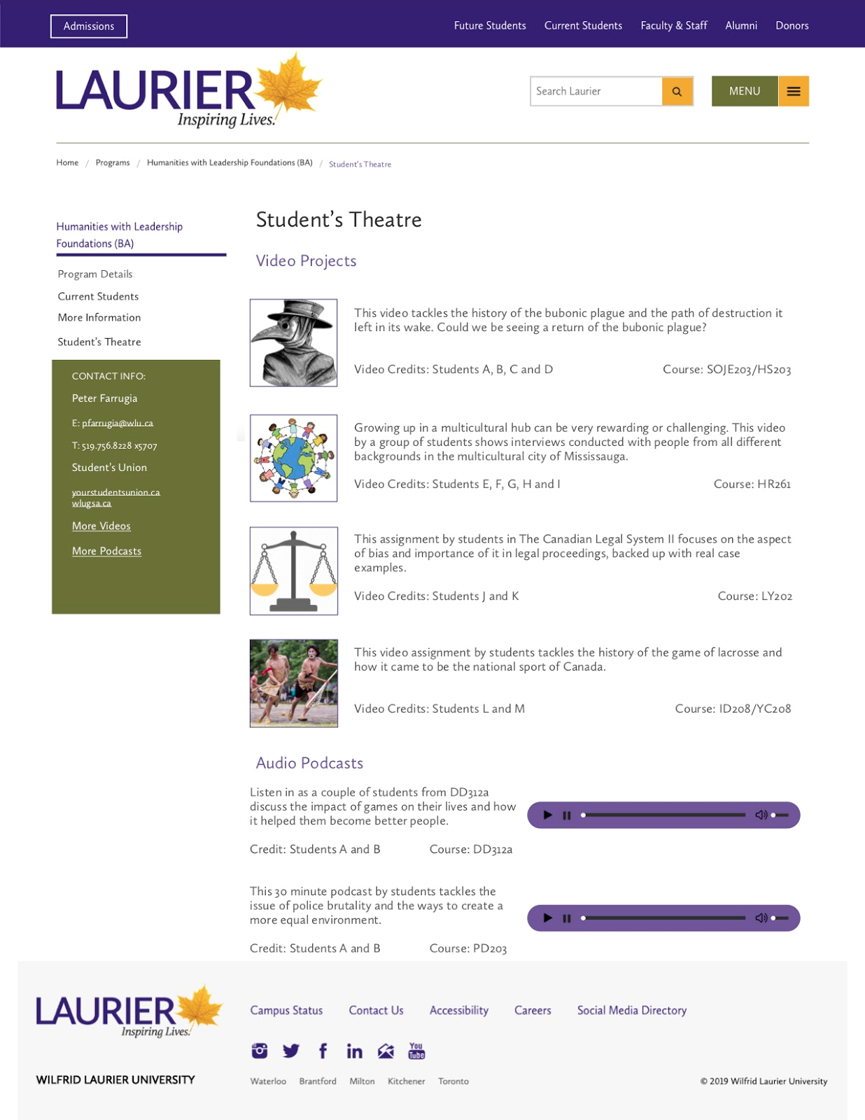 Admissions
Future Students Current Students Faculty & Staff Alumni Donors
LAURIER
Inspiring Lives.
Search Laurier
MENU
Home / Programs / Humanities with Leadership Foundations (BA) / Student's Theatre
Humanities with Leadership
Foundations (BA)
Program Details
Current Students
More Information
Student's Theatre
CONTACT INFO:
Peter Farrugia
E: pfarrugia@wlu.ca
T: 519.756.8228 x5707
Student's Union
yourstudentsunion.ca
wlugsa.ca
More Videos
More Podcasts
Student's Theatre
Video Projects
This video tackles the history of the bubonic plague and the path of destruction it
left in its wake. Could we be seeing a return of the bubonic plague?
Video Credits: Students A, B, C and D Course: SOJE203/HS203
Growing up in a multicultural hub can be very rewarding or challenging. This video
by a group of students shows interviews conducted with people from all different
backgrounds in the multicultural city of Mississauga.
Video Credits: Students E, F, G, H and I Course: HR261
This assignment by students in The Canadian Legal System II focuses on the aspect
of bias and importance of it in legal proceedings, backed up with real case
examples.
Video Credits: Students J and K Course: LY202
This video assignment by students tackles the history of the game of lacrosse and
how it came to be the national sport of Canada.
Video Credits: Students L and M Course: ID208/YC208
Audio Podcasts
Listen in as a couple of students from DD312a
discuss the impact of games on their lives and how
it helped them become better people.
Credit: Students A and B Course: DD312a
This 30 minute podcast by students tackles the
issue of police brutality and the ways to create a
more equal environment.
Credit: Students A and B Course: PD203
LAURIER
Inspiring Lives.
WILFRID LAURIER UNIVERSITY
Campus Status Contact Us Accessibility Careers Social Media Directory
f in You Tube
Waterloo Brantford Milton Kitchener Toronto
© 2019 Wilfrid Laurier University